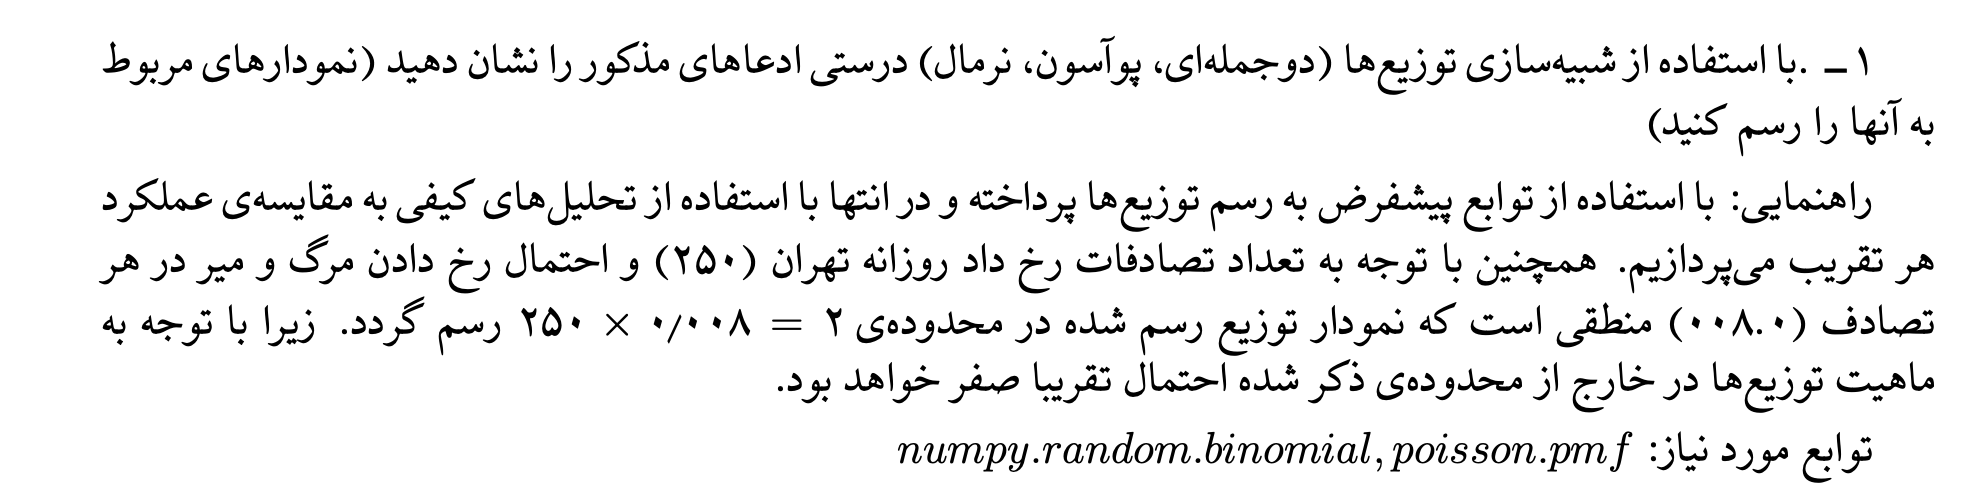 ۱ – .با استفاده از شبیه‌سازی توزیع‌ها (دوجمله‌ای، پوآسون، نرمال) درستی ادعاهای مذکور را نشان دهید (نمودارهای مربوط
به آنها را رسم کنید)
راهنمایی: با استفاده از توابع پیشفرض به رسم توزیع‌ها پرداخته و در انتها با استفاده از تحلیل‌های کیفی به مقایسه‌ی عملکرد
هر تقریب می‌پردازیم. همچنین با توجه به تعداد تصادفات رخ داد روزانه تهران (۲۵۰) و احتمال رخ دادن مرگ و میر در هر
تصادف (۰.۰۰۸) منطقی است که نمودار توزیع رسم شده در محدوده‌ی ۲ = ۰/۰۰۸ × ۲۵۰ رسم گردد. زیرا با توجه به
ماهیت توزیع‌ها در خارج از محدوده‌ی ذکر شده احتمال تقریبا صفر خواهد بود.
توابع مورد نیاز: numpy.random.binomial, poisson.pmf